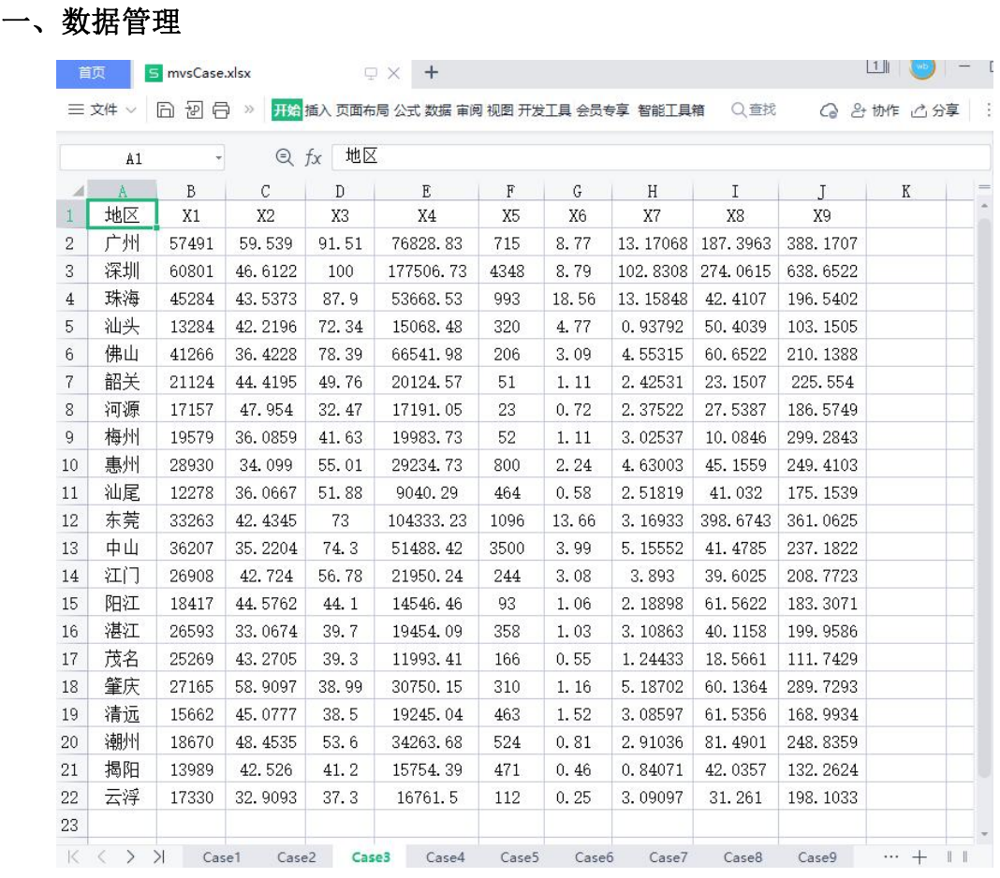 一、数据管理
首页 S mvsCase.xlsx +
文件 开始 插入 页面布局 公式 数据 审阅 视图 开发工具 会员专享 智能工具箱 查找 协作 分享
A1 fx 地区
A B C D E F G H I J K
1 地区 X1 X2 X3 X4 X5 X6 X7 X8 X9
2 广州 57491 59.539 91.51 76828.83 715 8.77 13.17068 187.3963 388.1707
3 深圳 60801 46.6122 100 177506.73 4348 8.79 102.8308 274.0615 638.6522
4 珠海 45284 43.5373 87.9 53668.53 993 18.56 13.15848 42.4107 196.5402
5 汕头 13284 42.2196 72.34 15068.48 320 4.77 0.93792 50.4039 103.1505
6 佛山 41266 36.4228 78.39 66541.98 206 3.09 4.55315 60.6522 210.1388
7 韶关 21124 44.4195 49.76 20124.57 51 1.11 2.42531 23.1507 225.554
8 河源 17157 47.954 32.47 17191.05 23 0.72 2.37522 27.5387 186.5749
9 梅州 19579 36.0859 41.63 19983.73 52 1.11 3.02537 10.0846 299.2843
10 惠州 28930 34.099 55.01 29234.73 800 2.24 4.63003 45.1559 249.4103
11 汕尾 12278 36.0667 51.88 9040.29 464 0.58 2.51819 41.032 175.1539
12 东莞 33263 42.4345 73 104333.23 1096 13.66 3.16933 398.6743 361.0625
13 中山 36207 35.2204 74.3 51488.42 3500 3.99 5.15552 41.4785 237.1822
14 江门 26908 42.724 56.78 21950.24 244 3.08 3.893 39.6025 208.7723
15 阳江 18417 44.5762 44.1 14546.46 93 1.06 2.18898 61.5622 183.3071
16 湛江 26593 33.0674 39.7 19454.09 358 1.03 3.10863 40.1158 199.9586
17 茂名 25269 43.2705 39.3 11993.41 166 0.55 1.24433 18.5661 111.7429
18 肇庆 27165 58.9097 38.99 30750.15 310 1.16 5.18702 60.1364 289.7293
19 清远 15662 45.0777 38.5 19245.04 463 1.52 3.08597 61.5356 168.9934
20 潮州 18670 48.4535 53.6 34263.68 524 0.81 2.91036 81.4901 248.8359
21 揭阳 13989 42.526 41.2 15754.39 471 0.46 0.84071 42.0357 132.2624
22 云浮 17330 32.9093 37.3 16761.5 112 0.25 3.09097 31.261 198.1033
23
Case1 Case2 Case3 Case4 Case5 Case6 Case7 Case8 Case9 ··· +